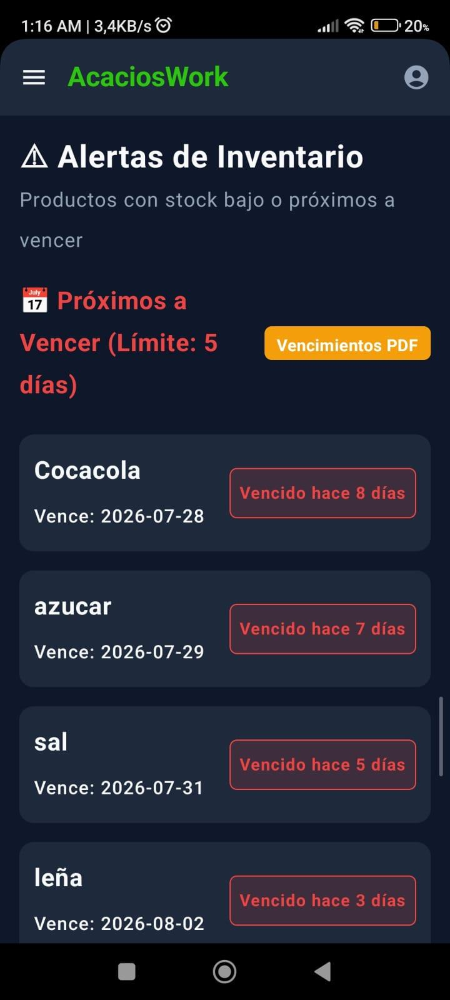 1:16 AM | 3,4KB/s
20%
AcaciosWork
⚠ Alertas de Inventario
Productos con stock bajo o próximos a
vencer
July
17
Próximos a
Vencer (Límite: 5
días)
Vencimientos PDF
Cocacola
Vence: 2026-07-28
Vencido hace 8 días
azucar
Vence: 2026-07-29
Vencido hace 7 días
sal
Vence: 2026-07-31
Vencido hace 5 días
leña
Vence: 2026-08-02
Vencido hace 3 días